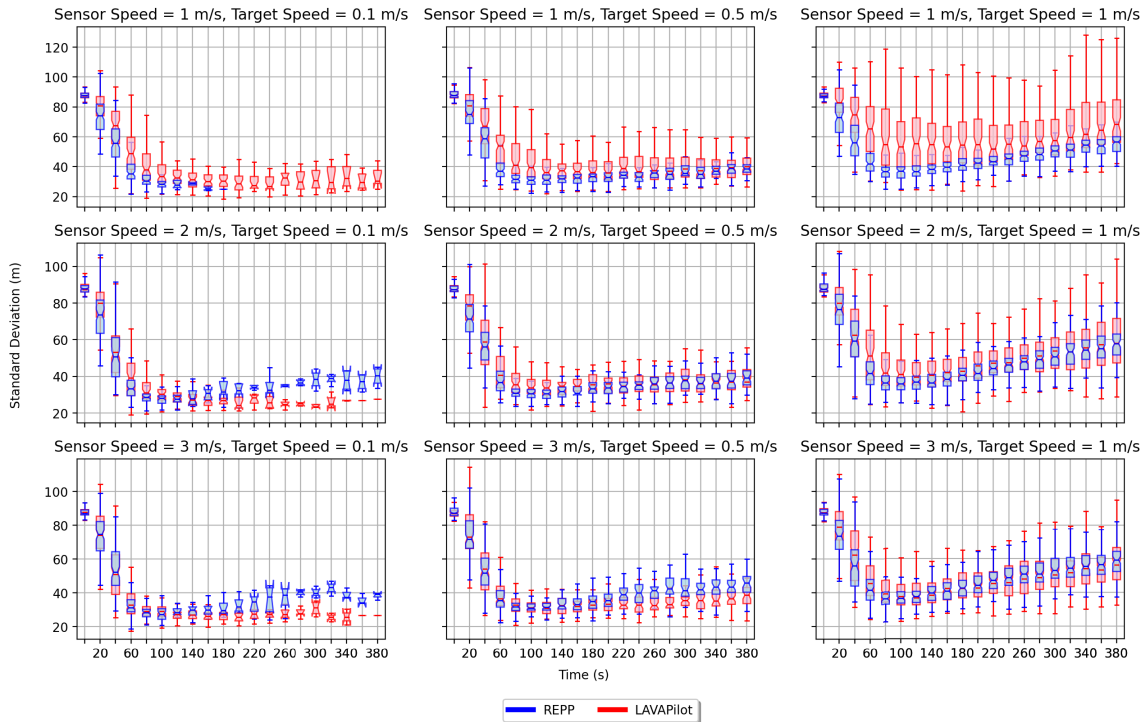 Sensor Speed = 1 m/s, Target Speed = 0.1 m/s
Sensor Speed = 1 m/s, Target Speed = 0.5 m/s
Sensor Speed = 1 m/s, Target Speed = 1 m/s
120
100
80
60
40
20
Sensor Speed = 2 m/s, Target Speed = 0.1 m/s
Sensor Speed = 2 m/s, Target Speed = 0.5 m/s
Sensor Speed = 2 m/s, Target Speed = 1 m/s
Standard Deviation (m)
100
80
60
40
20
Sensor Speed = 3 m/s, Target Speed = 0.1 m/s
Sensor Speed = 3 m/s, Target Speed = 0.5 m/s
Sensor Speed = 3 m/s, Target Speed = 1 m/s
100
80
60
40
20
20 60 100 140 180 220 260 300 340 380
20 60 100 140 180 220 260 300 340 380
20 60 100 140 180 220 260 300 340 380
Time (s)
REPP LAVAPilot